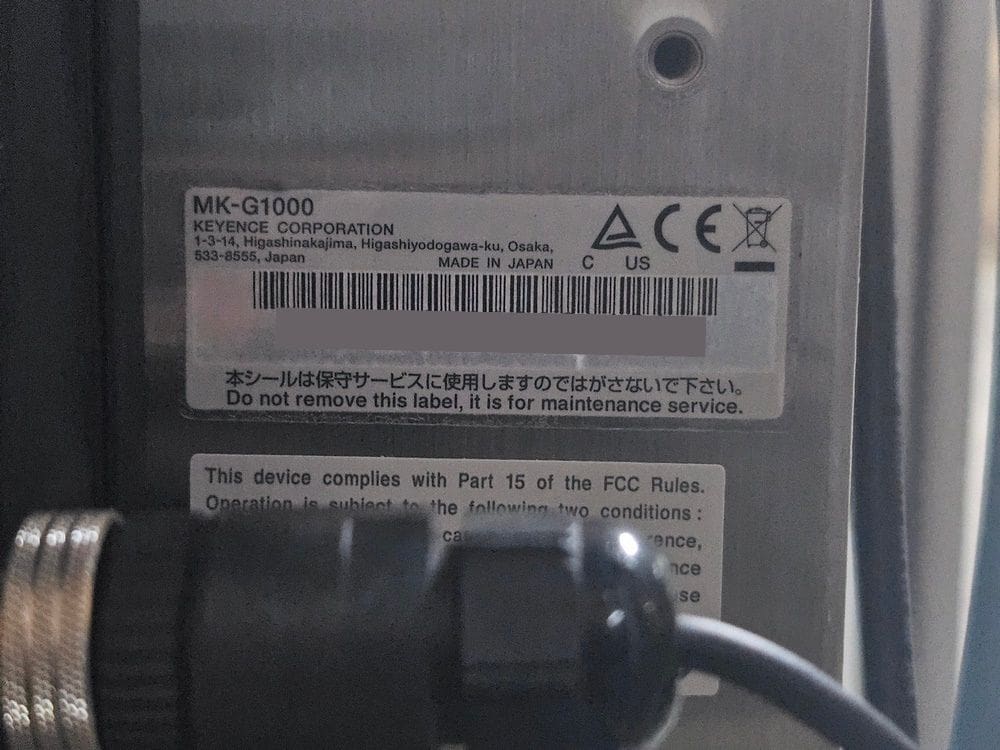 MK-G1000
KEYENCE CORPORATION
1-3-14, Higashinakajima, Higashiyodogawa-ku, Osaka,
533-8555, Japan
MADE IN JAPAN
C US
CE
本シールは保守サービスに使用しますのではがさないで下さい。
Do not remove this label, it is for maintenance service.
This device complies with Part 15 of the FCC Rules.
Operation is subject to the following two conditions :